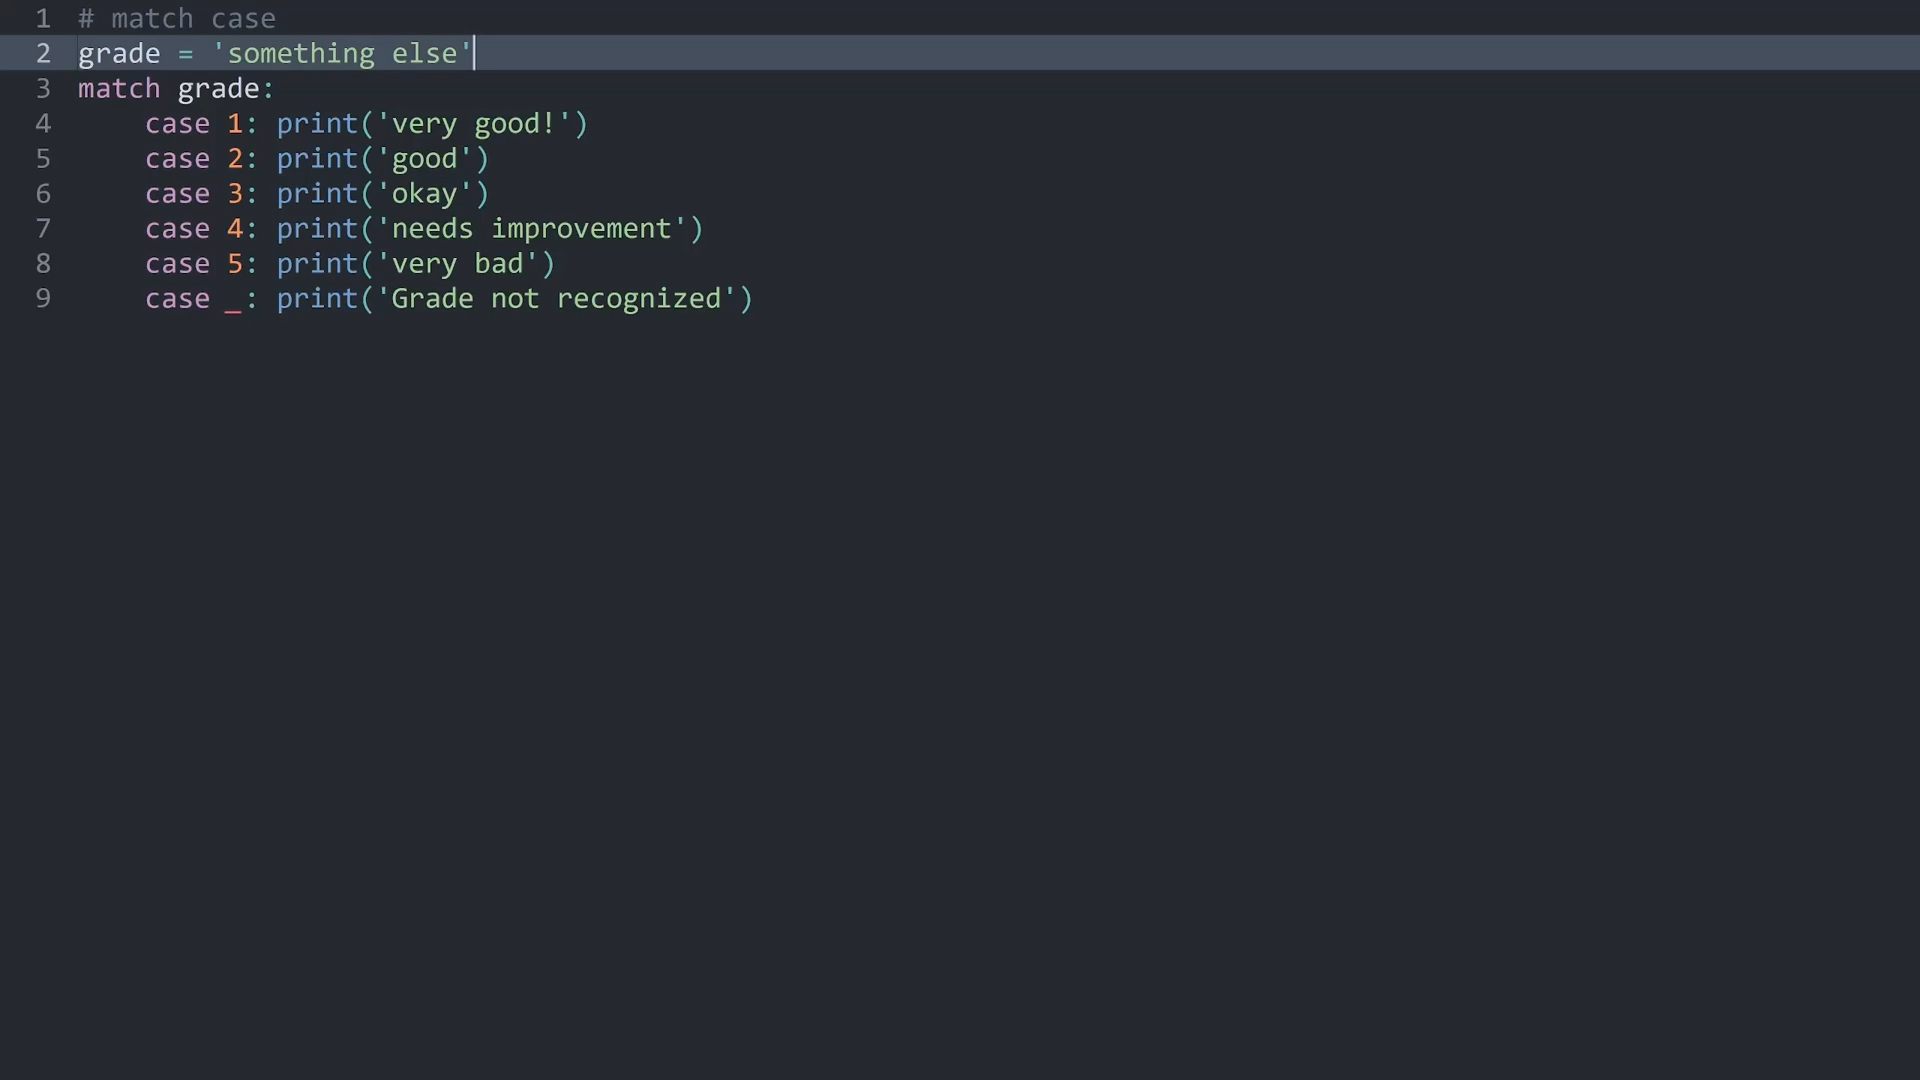 1 # match case
2 grade = 'something else'
3 match grade:
4     case 1: print('very good!')
5     case 2: print('good')
6     case 3: print('okay')
7     case 4: print('needs improvement')
8     case 5: print('very bad')
9     case _: print('Grade not recognized')